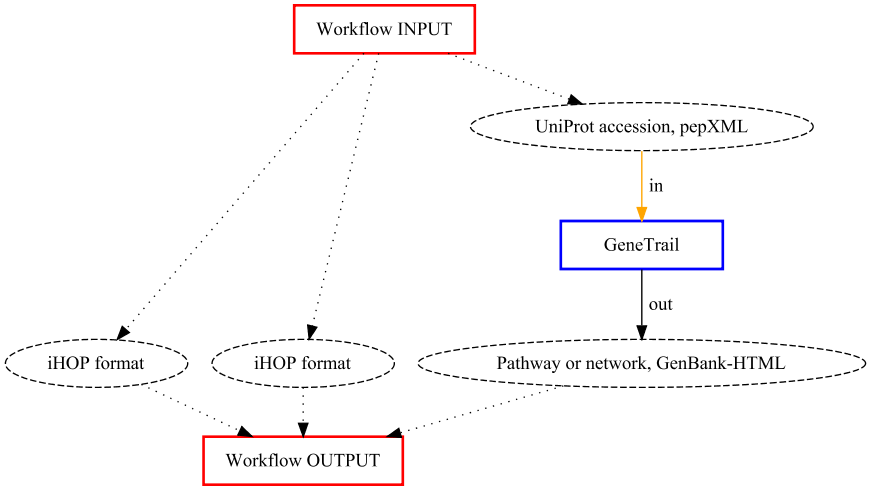 Workflow INPUT
UniProt accession, pepXML
in
GeneTrail
out
iHOP format
iHOP format
Pathway or network, GenBank-HTML
Workflow OUTPUT